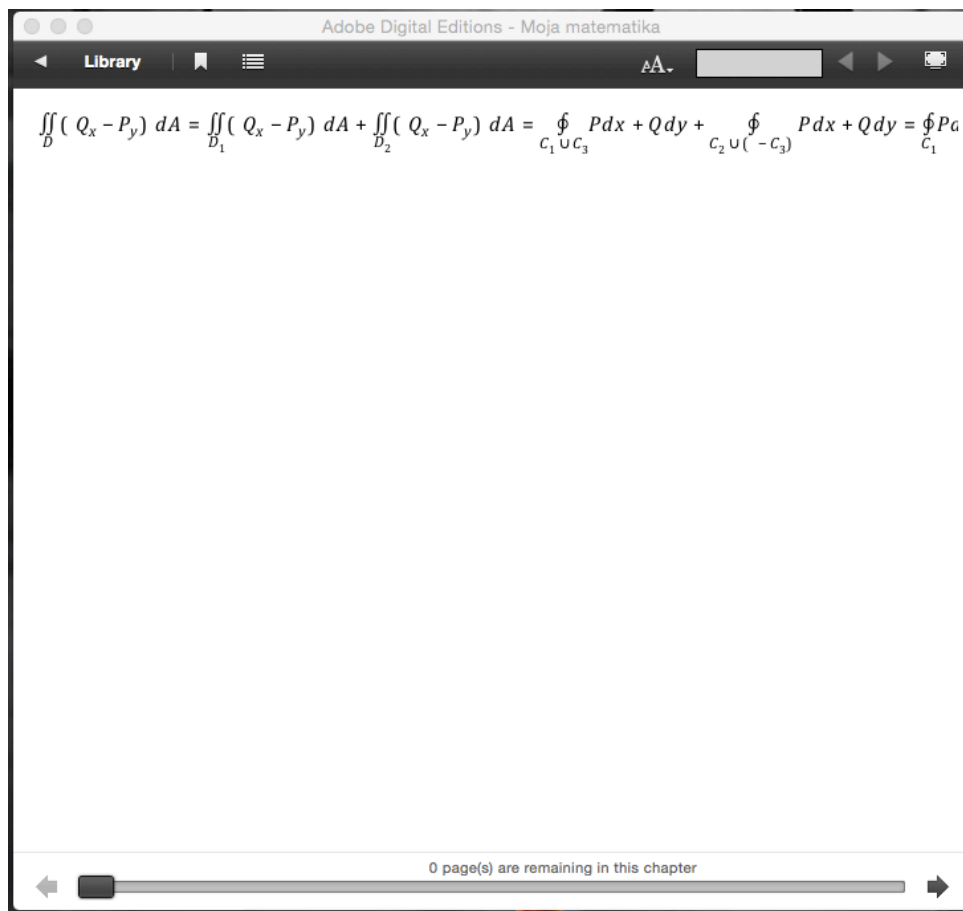 Adobe Digital Editions - Moja matematika
Library AA
∬_D ( Q_x − P_y) dA = ∬_{D_1} ( Q_x − P_y) dA + ∬_{D_2} ( Q_x − P_y) dA = ∮_{C_1 ∪ C_3} Pdx + Qdy + ∮_{C_2 ∪ ( −C_3)} Pdx + Qdy = ∮_{C_1} P
0 page(s) are remaining in this chapter